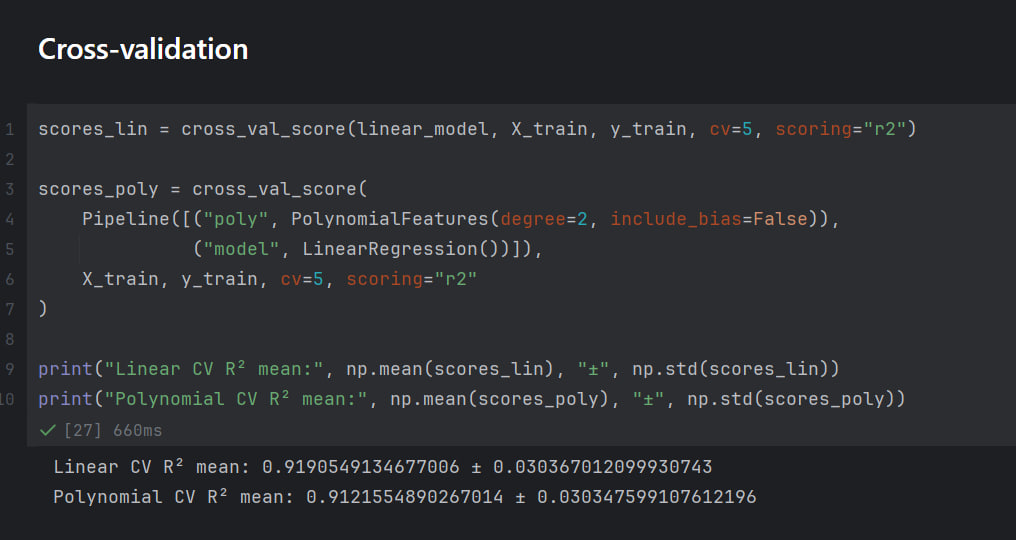 Cross-validation
1 scores_lin = cross_val_score(linear_model, X_train, y_train, cv=5, scoring="r2")
2
3 scores_poly = cross_val_score(
4     Pipeline([("poly", PolynomialFeatures(degree=2, include_bias=False)),
5               ("model", LinearRegression())]),
6     X_train, y_train, cv=5, scoring="r2"
7 )
8
9 print("Linear CV R² mean:", np.mean(scores_lin), "±", np.std(scores_lin))
10 print("Polynomial CV R² mean:", np.mean(scores_poly), "±", np.std(scores_poly))
[27] 660ms
Linear CV R² mean: 0.9190549134677006 ± 0.030367012099930743
Polynomial CV R² mean: 0.9121554890267014 ± 0.030347599107612196